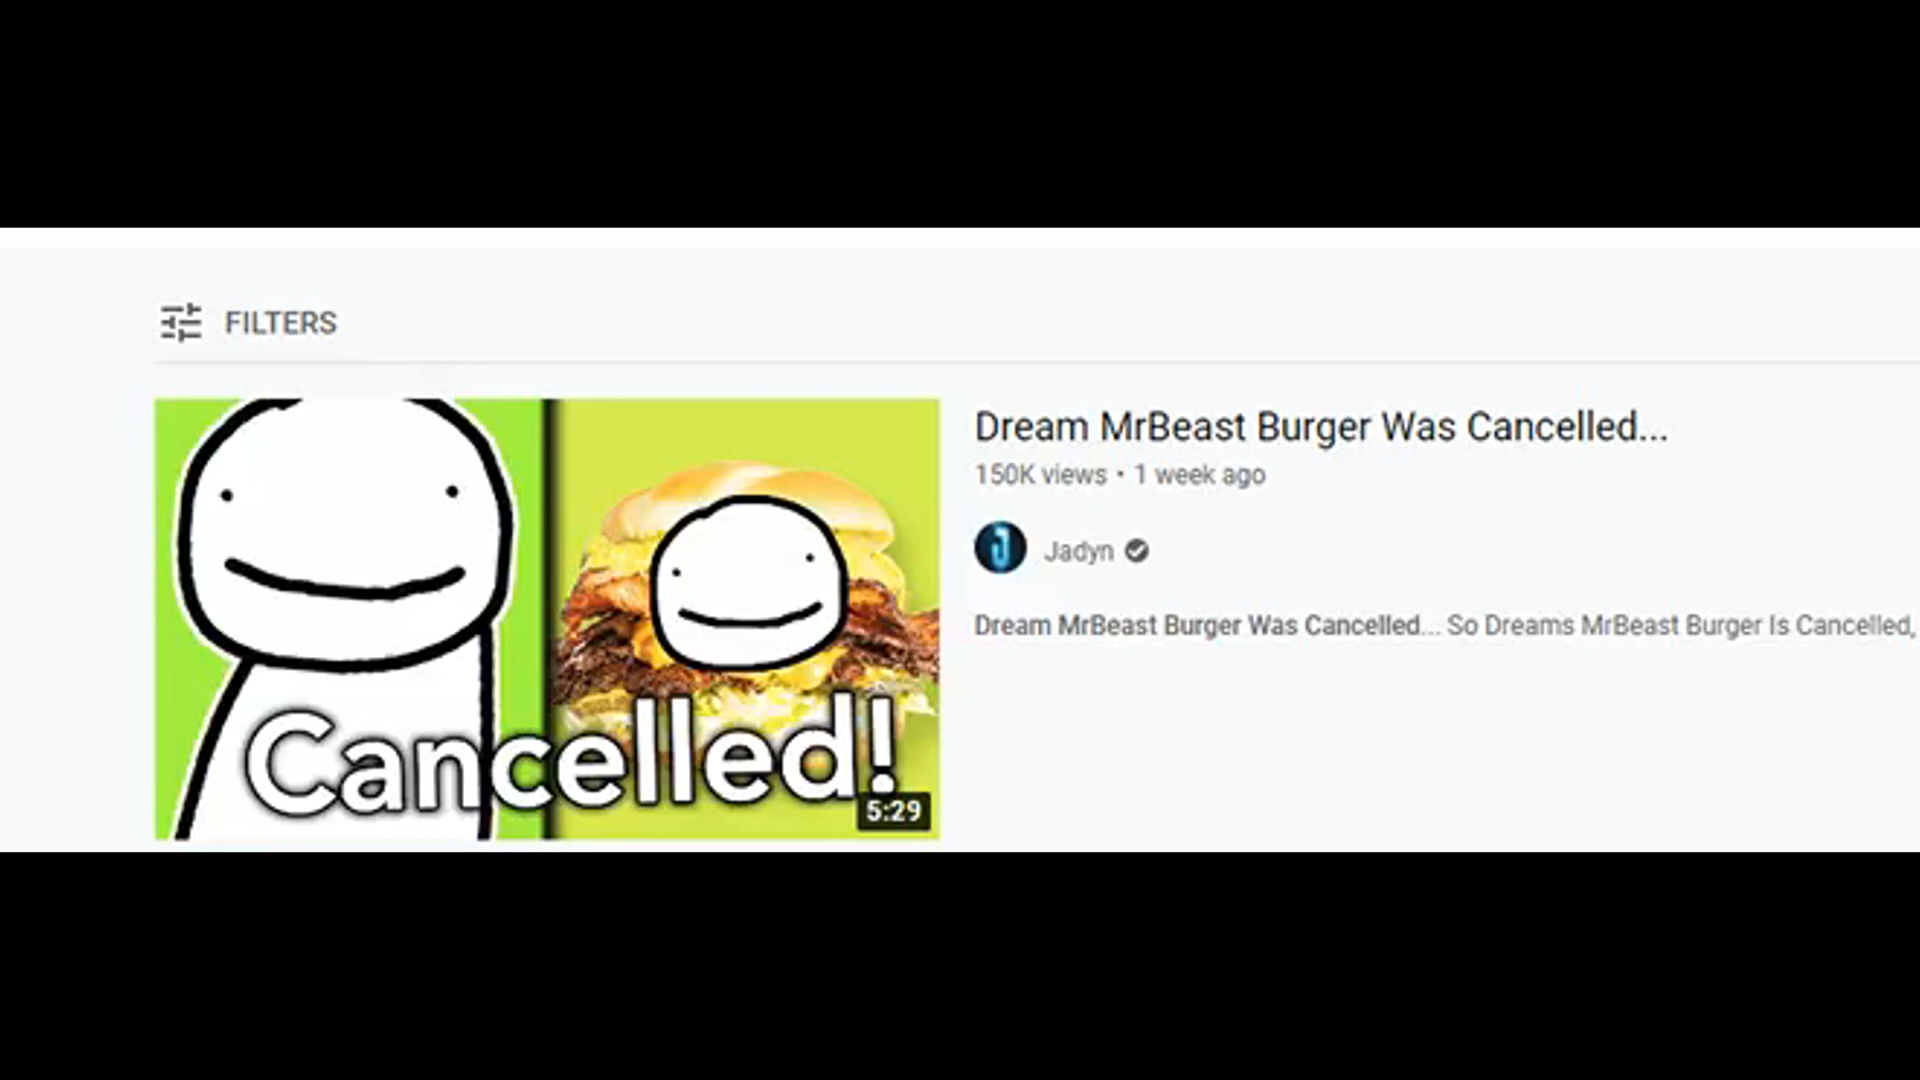 FILTERS
Cancelled!
5:29
Dream MrBeast Burger Was Cancelled...
150K views • 1 week ago
Jadyn
Dream MrBeast Burger Was Cancelled... So Dreams MrBeast Burger Is Cancelled,